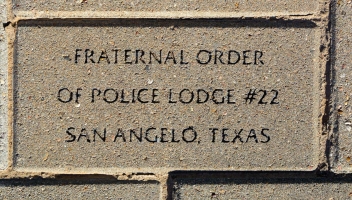 FRATERNAL ORDER
OF POLICE LODGE #22
SAN ANGELO, TEXAS